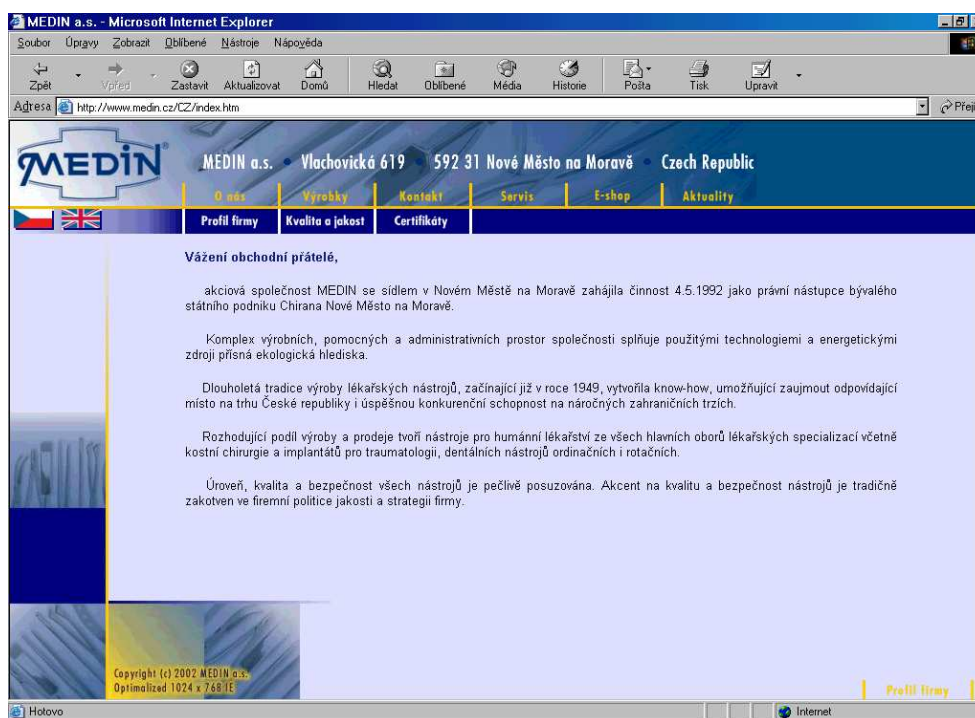 MEDIN a.s. - Microsoft Internet Explorer
Soubor Úpravy Zobrazit Oblíbené Nástroje Nápověda
Zpět Vpřed Zastavit Aktualizovat Domů Hledat Oblíbené Média Historie Pošta Tisk Upravit
Adresa http://www.medin.cz/CZ/index.htm Přej
MEDIN MEDIN a.s. • Vlachovická 619 • 592 31 Nové Město na Moravě • Czech Republic
O nás Výrobky Kontakt Servis E-shop Aktuality
Profil firmy Kvalita a jakost Certifikáty
Vážení obchodní přátelé,
akciová společnost MEDIN se sídlem v Novém Městě na Moravě zahájila činnost 4.5.1992 jako právní nástupce bývalého
státního podniku Chirana Nové Město na Moravě.
Komplex výrobních, pomocných a administrativních prostor společnosti splňuje použitými technologiemi a energetickými
zdroji přísná ekologická hlediska.
Dlouholetá tradice výroby lékařských nástrojů, začínající již v roce 1949, vytvořila know-how, umožňující zaujmout odpovídající
místo na trhu České republiky i úspěšnou konkurenční schopnost na náročných zahraničních trzích.
Rozhodující podíl výroby a prodeje tvoří nástroje pro humánní lékařství ze všech hlavních oborů lékařských specializací včetně
kostní chirurgie a implantátů pro traumatologii, dentálních nástrojů ordinačních i rotačních.
Úroveň, kvalita a bezpečnost všech nástrojů je pečlivě posuzována. Akcent na kvalitu a bezpečnost nástrojů je tradičně
zakotven ve firemní politice jakosti a strategii firmy.
Copyright (c) 2002 MEDIN a.s.
Optimalized 1024 x 768 IE
Profil firmy
Hotovo Internet